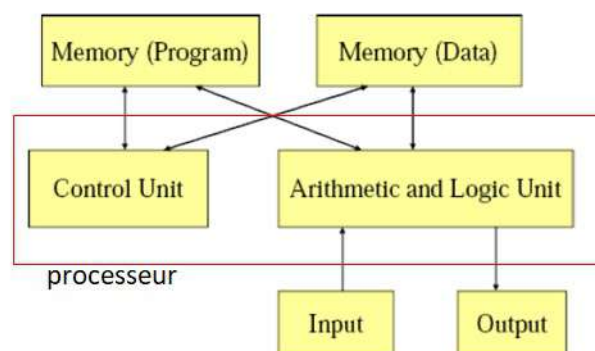 Memory (Program)
Memory (Data)
Control Unit
Arithmetic and Logic Unit
processeur
Input
Output